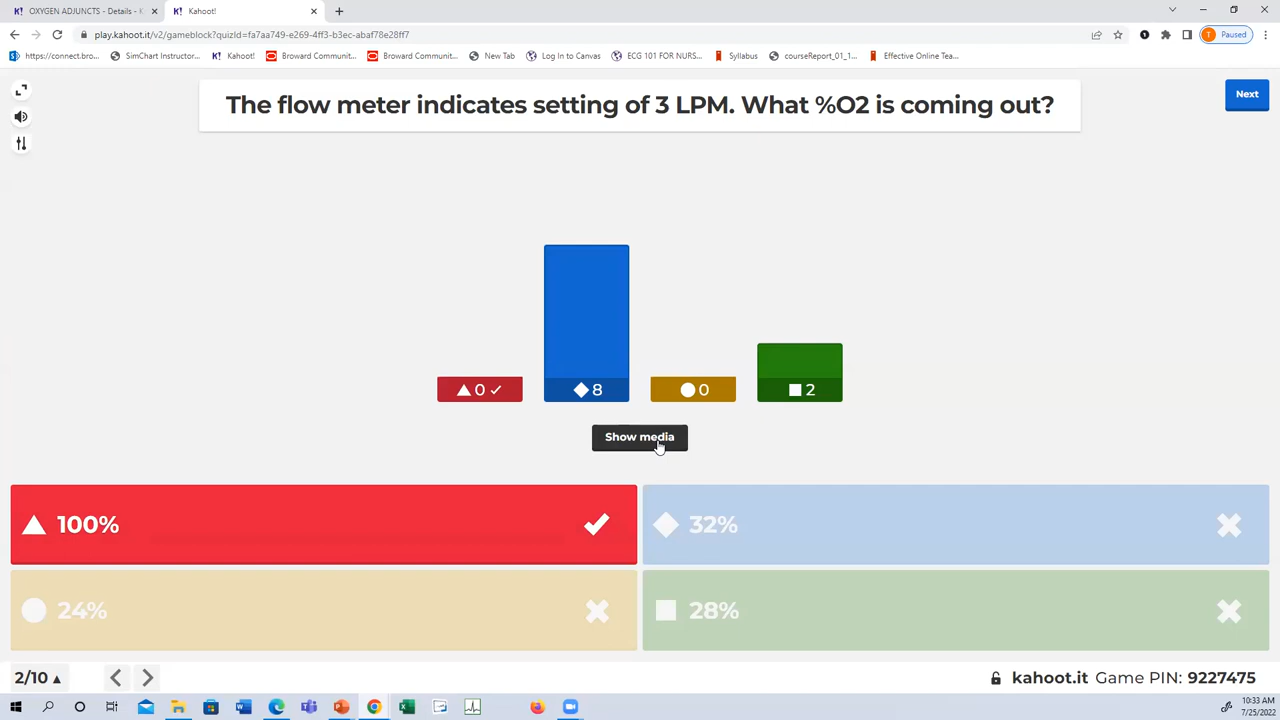 OXYGEN ADJUNCTS - Details - K
K! Kahoot!
play.kahoot.it/v2/gameblock?quizId=fa7aa749-e269-4ff3-b3ec-abaf78e28ff7
T Paused
https://connect.bro...
SimChart Instructor...
K! Kahoot!
Broward Communit...
Broward Communit...
New Tab
Log In to Canvas
ECG 101 FOR NURS...
Syllabus
courseReport_01_1...
Effective Online Tea...
The flow meter indicates setting of 3 LPM. What %O2 is coming out?
Next
0
8
0
2
Show media
100%
32%
24%
28%
2/10
kahoot.it Game PIN: 9227475
10:33 AM
7/25/2022